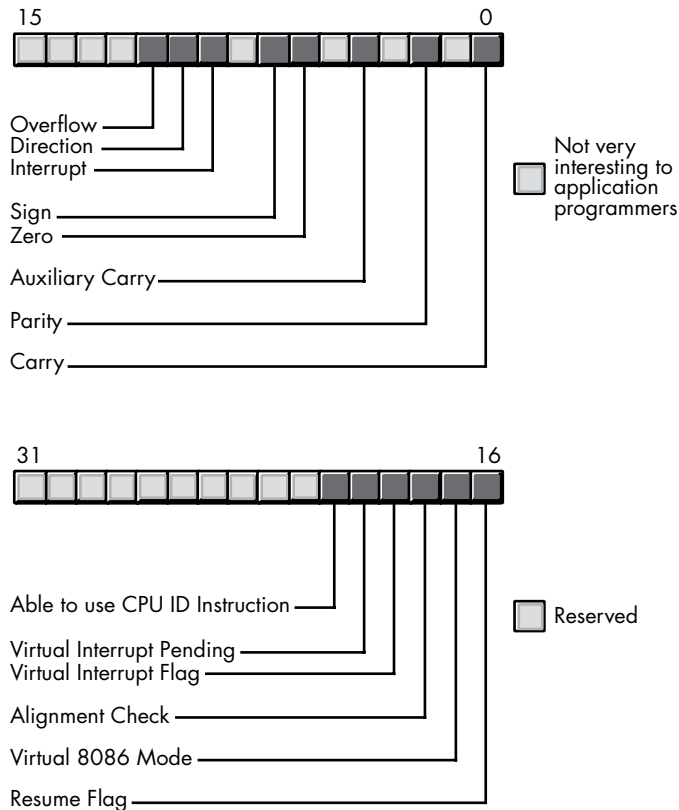 15 0
Overflow
Direction
Interrupt
Sign
Zero
Auxiliary Carry
Parity
Carry
Not very
interesting to
application
programmers
31 16
Able to use CPU ID Instruction
Virtual Interrupt Pending
Virtual Interrupt Flag
Alignment Check
Virtual 8086 Mode
Resume Flag
Reserved